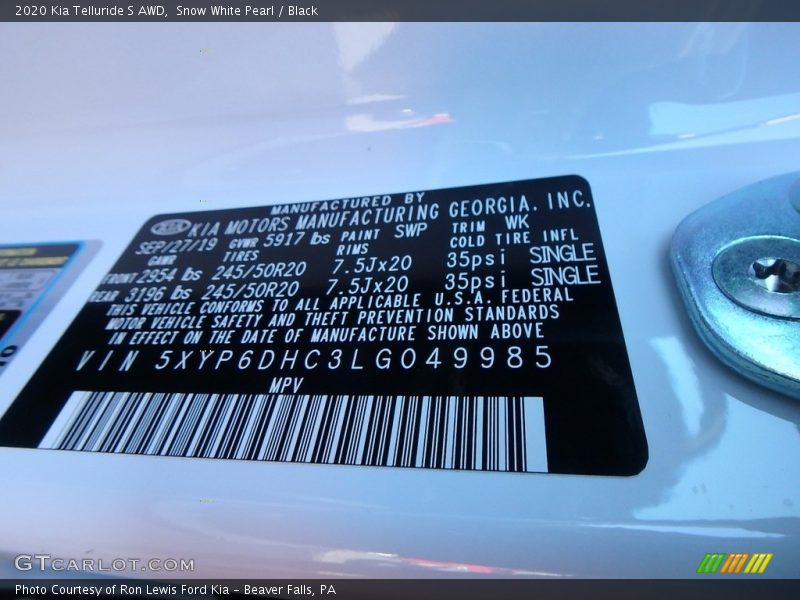 2020 Kia Telluride S AWD, Snow White Pearl / Black
MANUFACTURED BY
KIA KIA MOTORS MANUFACTURING GEORGIA, INC.
SEP/27/19 GVWR 5917 lbs PAINT SWP TRIM WK
GAWR TIRES RIMS COLD TIRE INFL
FRONT 2954 lbs 245/50R20 7.5Jx20 35psi SINGLE
REAR 3196 lbs 245/50R20 7.5Jx20 35psi SINGLE
THIS VEHICLE CONFORMS TO ALL APPLICABLE U.S.A. FEDERAL
MOTOR VEHICLE SAFETY AND THEFT PREVENTION STANDARDS
IN EFFECT ON THE DATE OF MANUFACTURE SHOWN ABOVE
VIN 5XYP6DHC3LG049985
MPV
GTCARLOT.COM
Photo Courtesy of Ron Lewis Ford Kia – Beaver Falls, PA